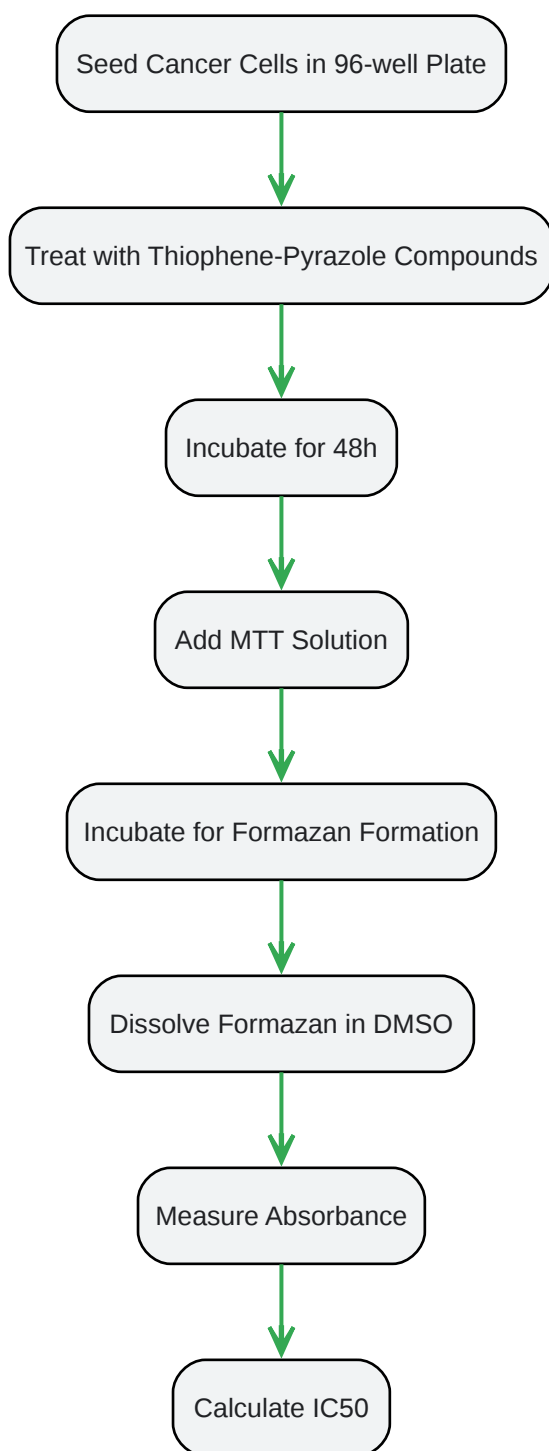 Seed Cancer Cells in 96-well Plate
Treat with Thiophene-Pyrazole Compounds
Incubate for 48h
Add MTT Solution
Incubate for Formazan Formation
Dissolve Formazan in DMSO
Measure Absorbance
Calculate IC50